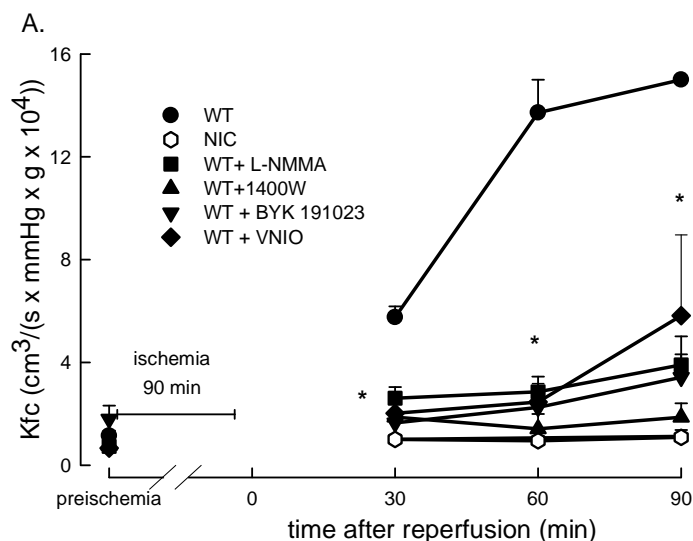 A.
Kfc (cm³/(s x mmHg x g x 10⁴))
16
12
8
4
0
WT
NIC
WT+ L-NMMA
WT+1400W
WT + BYK 191023
WT + VNIO
*
*
*
ischemia
90 min
preischemia 0 30 60 90
time after reperfusion (min)